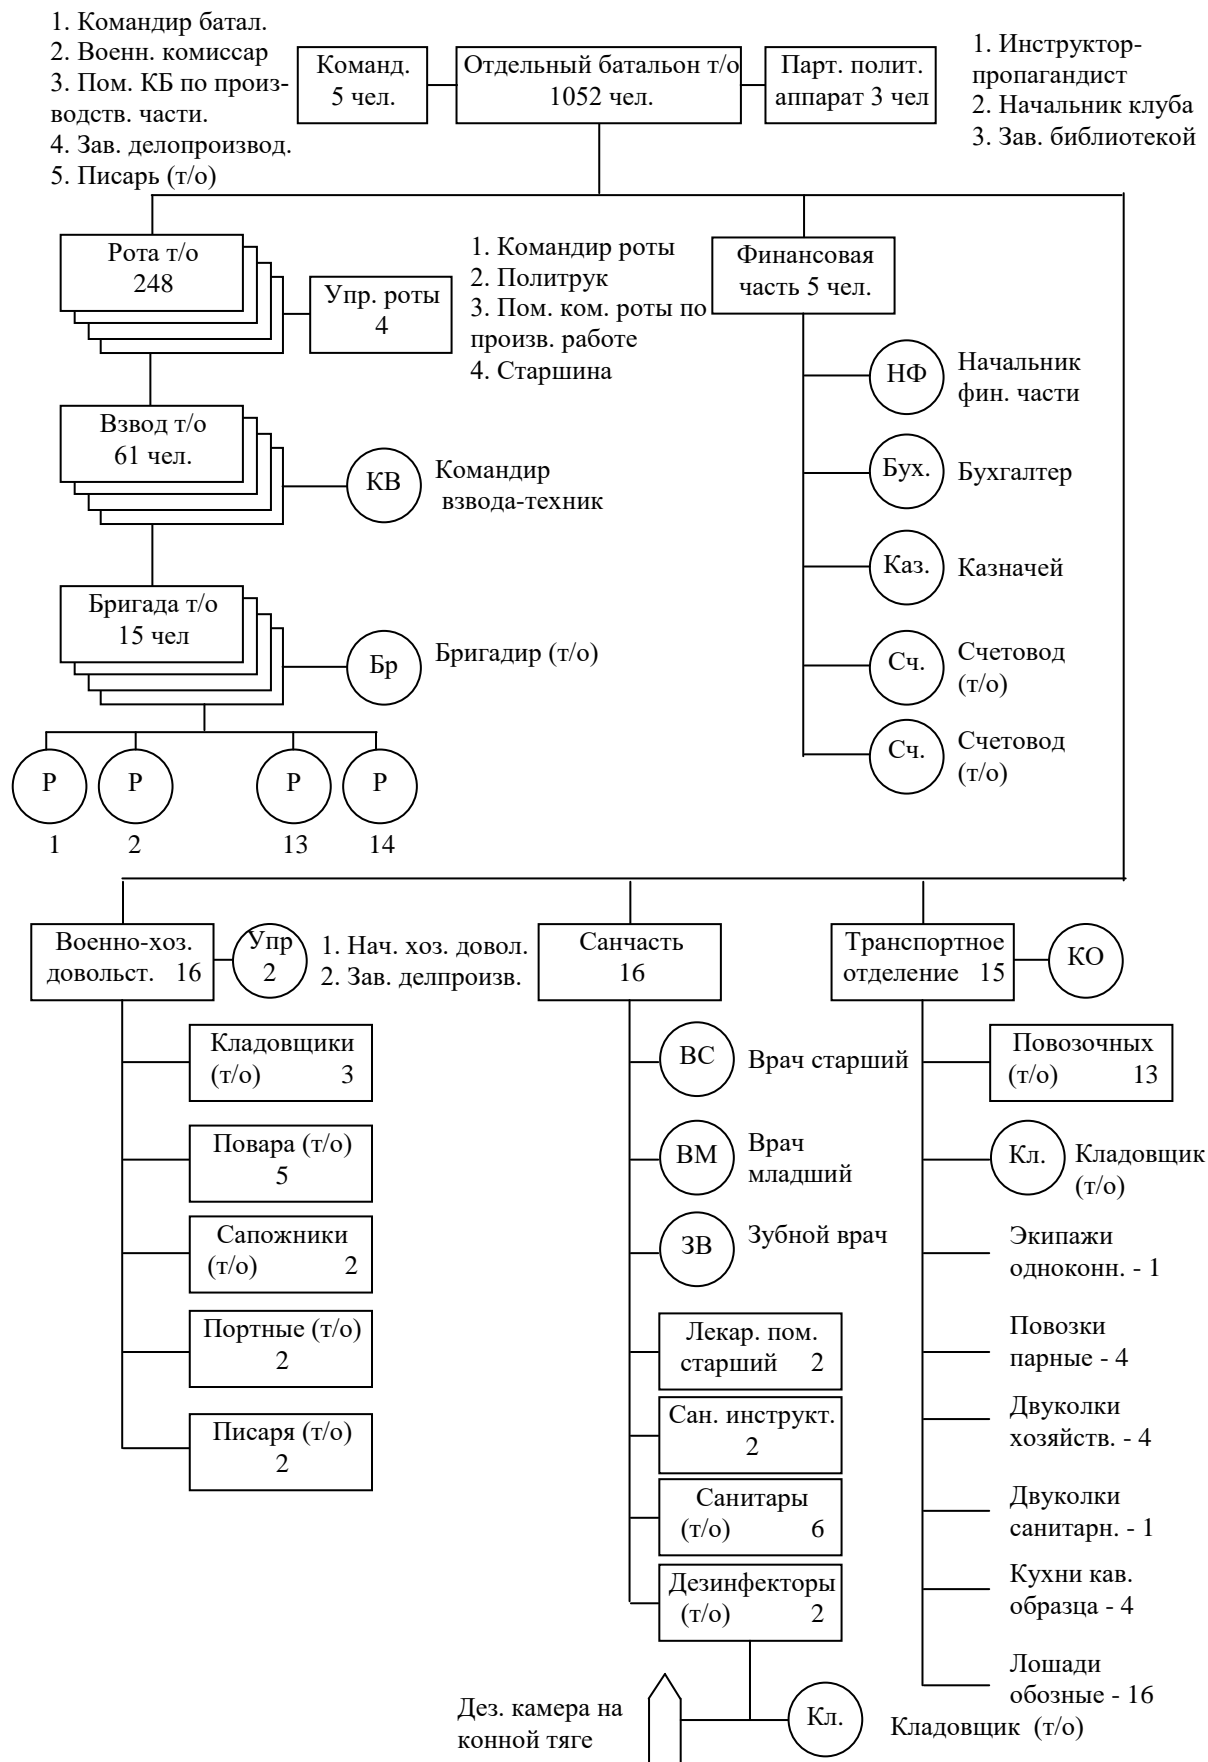 1. Командир батал.
2. Военн. комиссар
3. Пом. КБ по произ-
водств. части.
4. Зав. делопроизвод.
5. Писарь (т/о)
Команд.
5 чел.
Отдельный батальон т/о
1052 чел.
Парт. полит.
аппарат 3 чел
1. Инструктор-
пропагандист
2. Начальник клуба
3. Зав. библиотекой
Рота т/о
248
Упр. роты
4
1. Командир роты
2. Политрук
3. Пом. ком. роты по
произв. работе
4. Старшина
Финансовая
часть 5 чел.
НФ
Начальник
фин. части
Взвод т/о
61 чел.
КВ
Командир
взвода-техник
Бух.
Бухгалтер
Каз.
Казначей
Бригада т/о
15 чел
Бр
Бригадир (т/о)
Сч.
Счетовод
(т/о)
Сч.
Счетовод
(т/о)
Р
Р
Р
Р
1
2
13
14
Военно-хоз.
довольст. 16
Упр
2
1. Нач. хоз. довол.
2. Зав. делпроизв.
Санчасть
16
Транспортное
отделение 15
КО
Кладовщики
(т/о) 3
Повара (т/о)
5
Сапожники
(т/о) 2
Портные (т/о)
2
Писаря (т/о)
2
ВС
Врач старший
ВМ
Врач
младший
ЗВ
Зубной врач
Лекар. пом.
старший 2
Сан. инструкт.
2
Санитары
(т/о) 6
Дезинфекторы
(т/о) 2
Дез. камера на
конной тяге
Кл.
Кладовщик (т/о)
Повозочных
(т/о) 13
Кл.
Кладовщик
(т/о)
Экипажи
одноконн. - 1
Повозки
парные - 4
Двуколки
хозяйств. - 4
Двуколки
санитарн. - 1
Кухни кав.
образца - 4
Лошади
обозные - 16